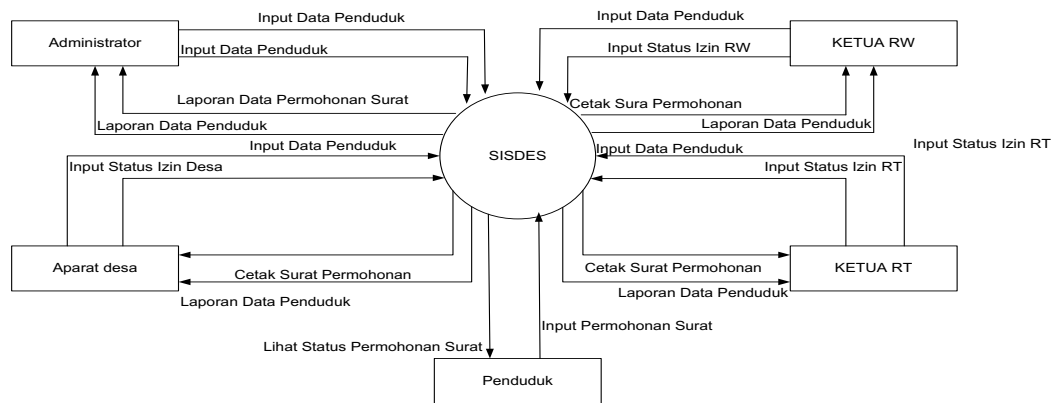 Input Data Penduduk
Input Data Penduduk
Administrator
KETUA RW
Input Data Penduduk
Input Status Izin RW
Laporan Data Permohonan Surat
Cetak Sura Permohonan
Laporan Data Penduduk
Laporan Data Penduduk
Input Data Penduduk
SISDES
Input Data Penduduk
Input Status Izin RT
Input Status Izin Desa
Input Status Izin RT
Aparat desa
Cetak Surat Permohonan
Cetak Surat Permohonan
KETUA RT
Laporan Data Penduduk
Laporan Data Penduduk
Input Permohonan Surat
Lihat Status Permohonan Surat
Penduduk